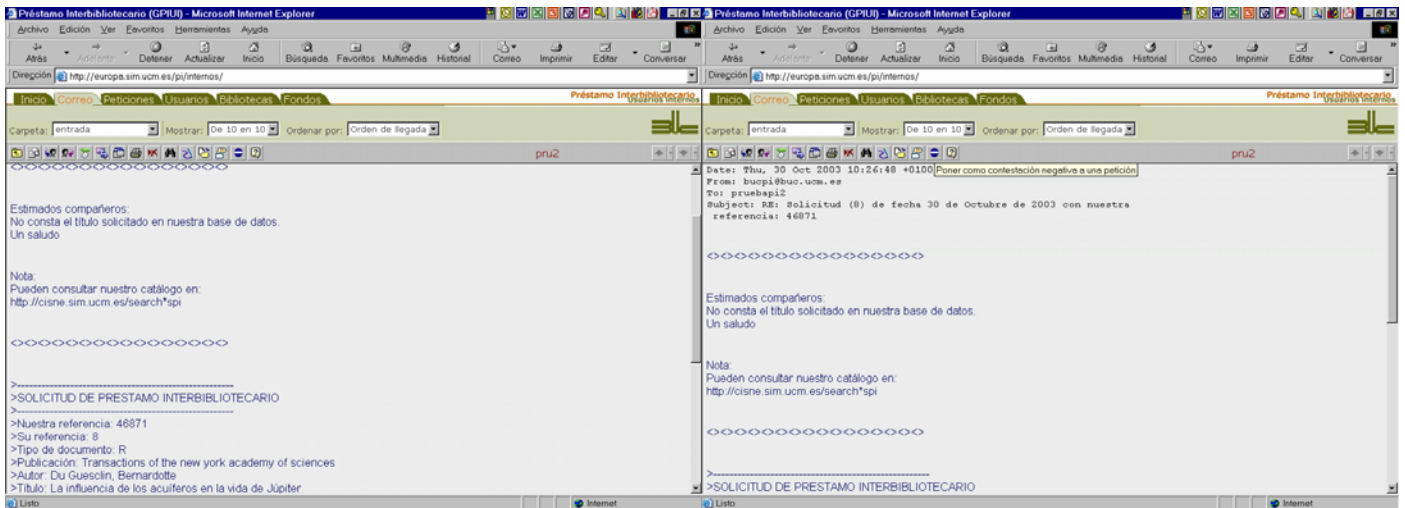 Préstamo Interbibliotecario (GPIUI) - Microsoft Internet Explorer
Archivo Edición Ver Favoritos Herramientas Ayuda
Atrás Adelante Detener Actualizar Inicio Búsqueda Favoritos Multimedia Historial Correo Imprimir Editar Conversar
Dirección http://europa.sim.ucm.es/pi/internos/
Inicio Correo Peticiones Usuarios Bibliotecas Fondos
Préstamo Interbibliotecario
Usuarios Internos
Carpeta: entrada Mostrar: De 10 en 10 Ordenar por: Orden de llegada
pru2
<><><><><><><><><><><><><><><><>
Estimados compañeros:
No consta el título solicitado en nuestra base de datos.
Un saludo
Nota:
Pueden consultar nuestro catálogo en:
http://cisne.sim.ucm.es/search*spi
<><><><><><><><><><><><><><><><>
>--------------------------------------------------------
>SOLICITUD DE PRESTAMO INTERBIBLIOTECARIO
>--------------------------------------------------------
>Nuestra referencia: 46871
>Su referencia: 8
>Tipo de documento: R
>Publicación: Transactions of the new york academy of sciences
>Autor: Du Guesclin, Bernardotte
>Título: La influencia de los acuíferos en la vida de Júpiter
Listo Internet
Préstamo Interbibliotecario (GPIUI) - Microsoft Internet Explorer
Archivo Edición Ver Favoritos Herramientas Ayuda
Atrás Adelante Detener Actualizar Inicio Búsqueda Favoritos Multimedia Historial Correo Imprimir Editar Conversar
Dirección http://europa.sim.ucm.es/pi/internos/
Inicio Correo Peticiones Usuarios Bibliotecas Fondos
Préstamo Interbibliotecario
Usuarios Internos
Carpeta: entrada Mostrar: De 10 en 10 Ordenar por: Orden de llegada
pru2
Date: Thu, 30 Oct 2003 10:26:48 +0100
Poner como contestación negativa a una petición
From: bucpi@buc.ucm.es
To: pruebapi2
Subject: RE: Solicitud (8) de fecha 30 de Octubre de 2003 con nuestra
referencia: 46871
<><><><><><><><><><><><><><><><>
Estimados compañeros:
No consta el título solicitado en nuestra base de datos.
Un saludo
Nota:
Pueden consultar nuestro catálogo en:
http://cisne.sim.ucm.es/search*spi
<><><><><><><><><><><><><><><><>
>--------------------------------------------------------
>SOLICITUD DE PRESTAMO INTERBIBLIOTECARIO
Listo Internet